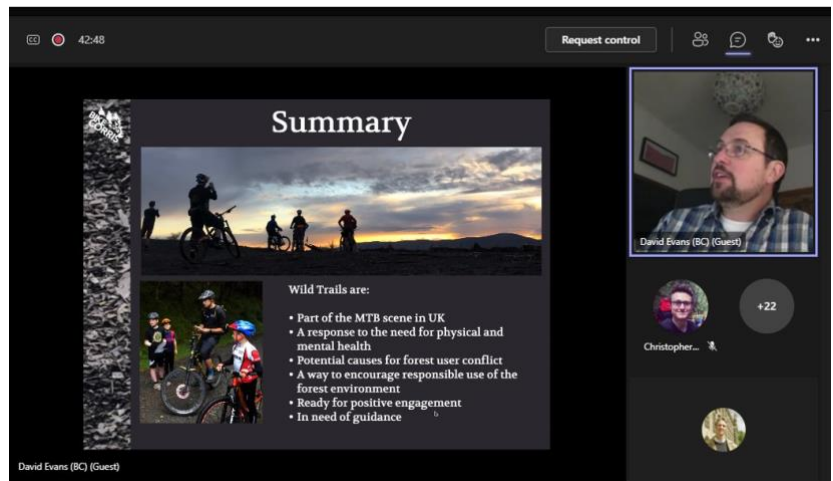 CC
42:48
Request control
BIKE
CORRIS
Summary
Wild Trails are:
• Part of the MTB scene in UK
• A response to the need for physical and
mental health
• Potential causes for forest user conflict
• A way to encourage responsible use of the
forest environment
• Ready for positive engagement
• In need of guidance
David Evans (BC) (Guest)
+22
Christopher...
David Evans (BC) (Guest)